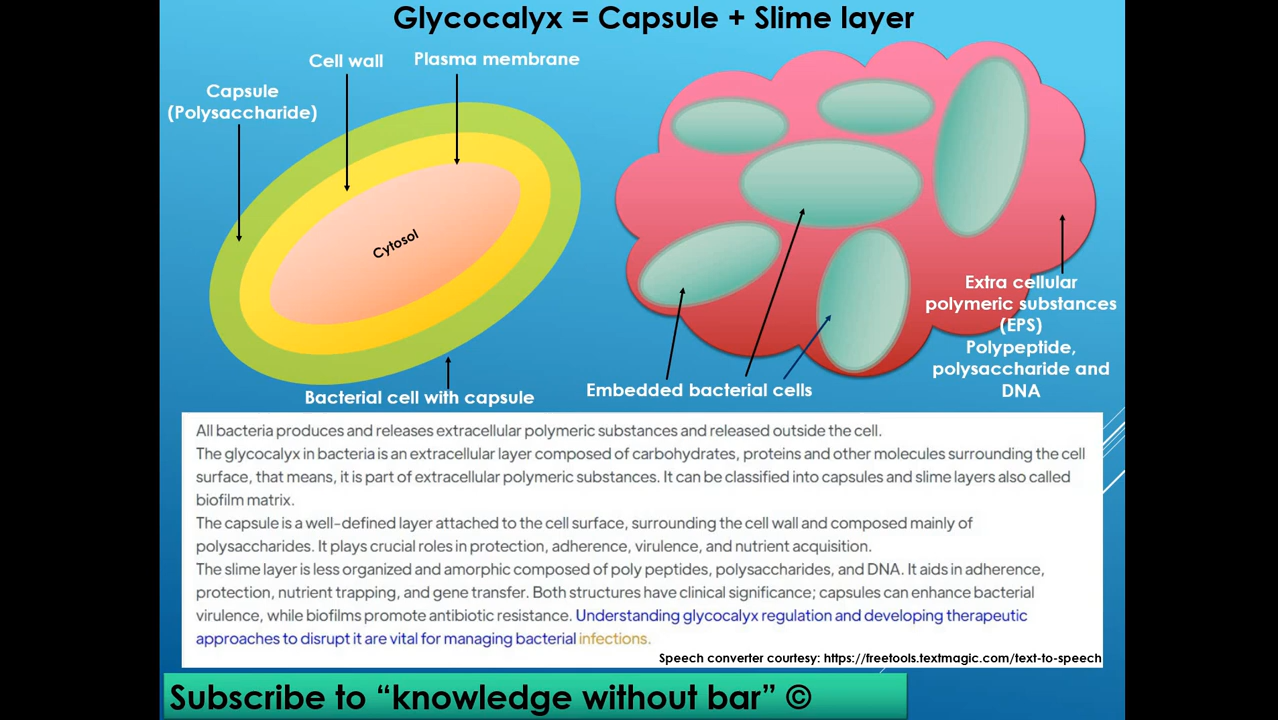 Glycocalyx = Capsule + Slime layer
Cell wall
Plasma membrane
Capsule
(Polysaccharide)
Cytosol
Bacterial cell with capsule
Embedded bacterial cells
Extra cellular
polymeric substances
(EPS)
Polypeptide,
polysaccharide and
DNA
All bacteria produces and releases extracellular polymeric substances and released outside the cell.
The glycocalyx in bacteria is an extracellular layer composed of carbohydrates, proteins and other molecules surrounding the cell
surface, that means, it is part of extracellular polymeric substances. It can be classified into capsules and slime layers also called
biofilm matrix.
The capsule is a well-defined layer attached to the cell surface, surrounding the cell wall and composed mainly of
polysaccharides. It plays crucial roles in protection, adherence, virulence, and nutrient acquisition.
The slime layer is less organized and amorphic composed of poly peptides, polysaccharides, and DNA. It aids in adherence,
protection, nutrient trapping, and gene transfer. Both structures have clinical significance; capsules can enhance bacterial
virulence, while biofilms promote antibiotic resistance. Understanding glycocalyx regulation and developing therapeutic
approaches to disrupt it are vital for managing bacterial infections.
Speech converter courtesy: https://freetools.textmagic.com/text-to-speech
Subscribe to “knowledge without bar” ©